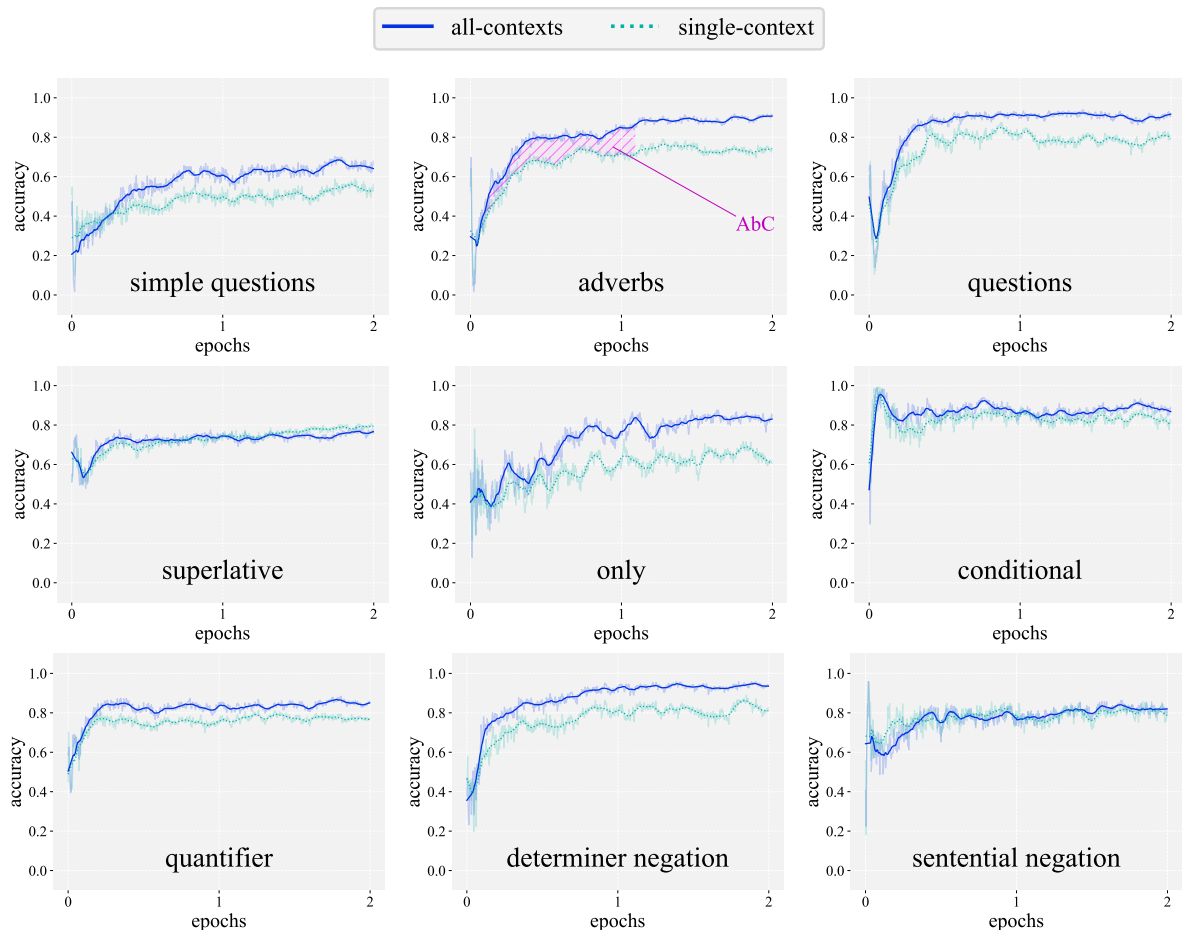 all-contexts single-context
1.0 0.8 0.6 0.4 0.2 0.0
accuracy
simple questions
0 1 2
epochs
1.0 0.8 0.6 0.4 0.2 0.0
accuracy
AbC
adverbs
0 1 2
epochs
1.0 0.8 0.6 0.4 0.2 0.0
accuracy
questions
0 1 2
epochs
1.0 0.8 0.6 0.4 0.2 0.0
accuracy
superlative
0 1 2
epochs
1.0 0.8 0.6 0.4 0.2 0.0
accuracy
only
0 1 2
epochs
1.0 0.8 0.6 0.4 0.2 0.0
accuracy
conditional
0 1 2
epochs
1.0 0.8 0.6 0.4 0.2 0.0
accuracy
quantifier
0 1 2
epochs
1.0 0.8 0.6 0.4 0.2 0.0
accuracy
determiner negation
0 1 2
epochs
1.0 0.8 0.6 0.4 0.2 0.0
accuracy
sentential negation
0 1 2
epochs